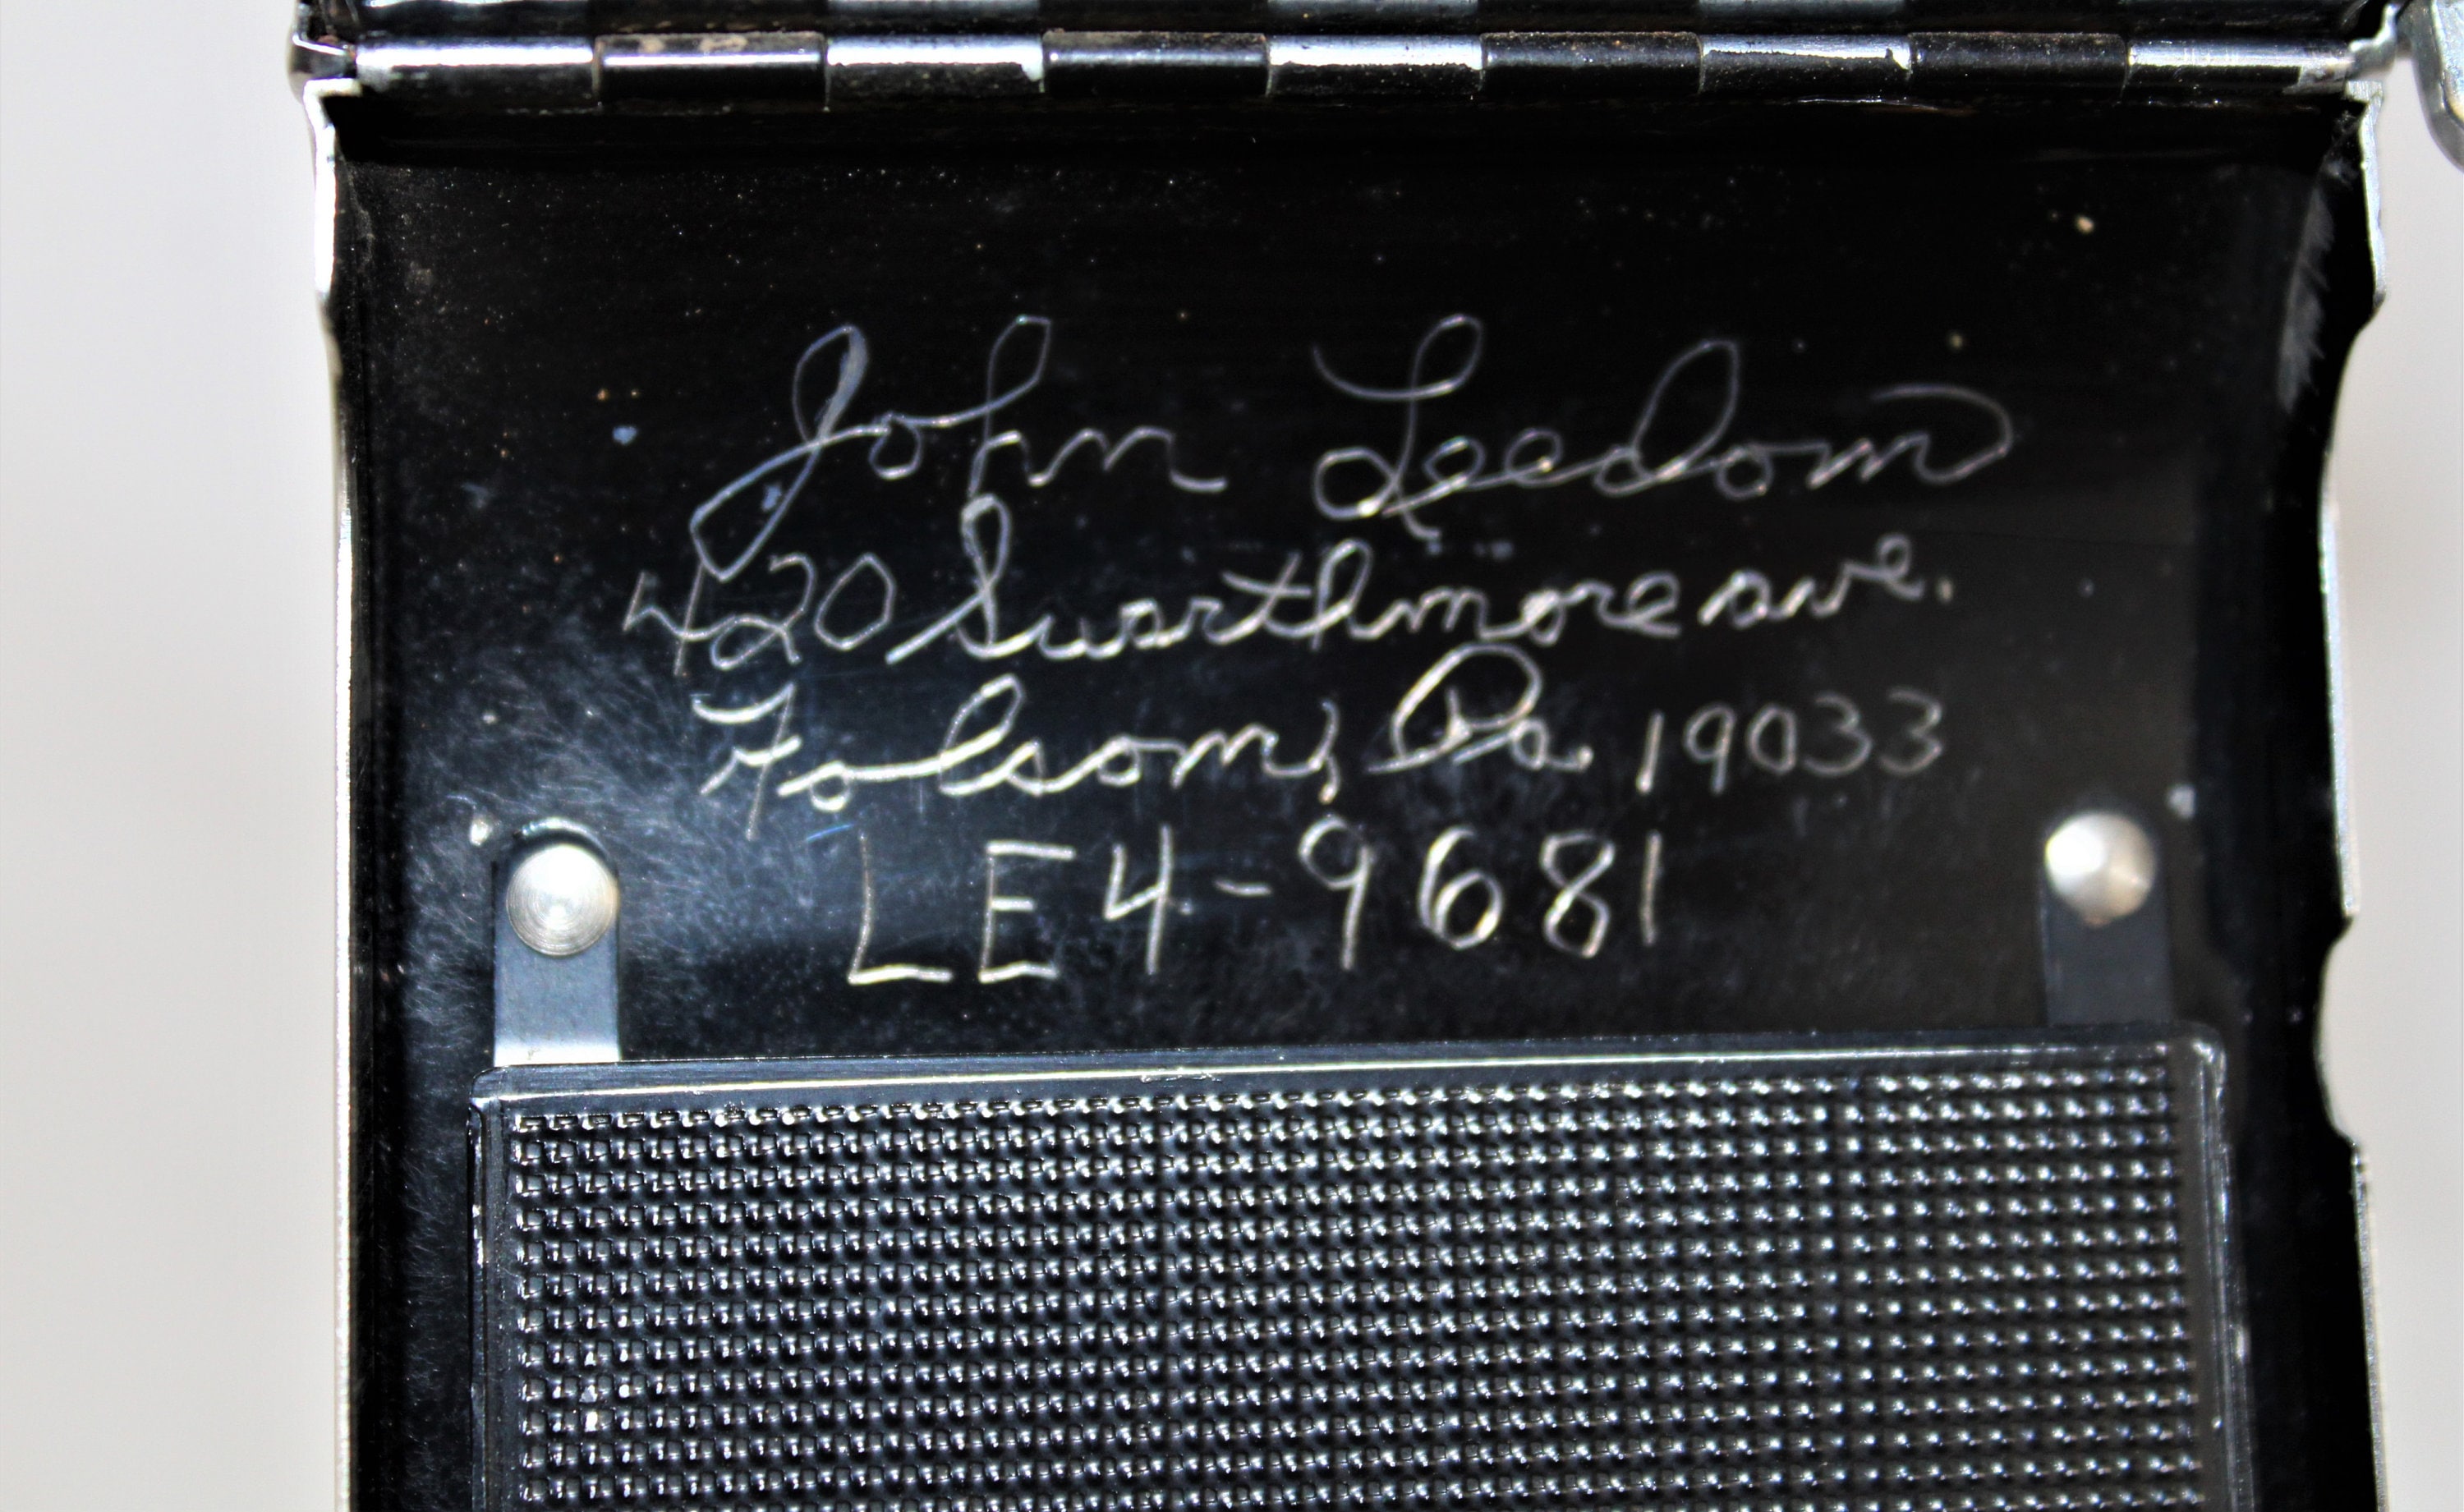 John Leedom
420 Swarthmore ave.
Folsom, Pa. 19033
LE4-9681